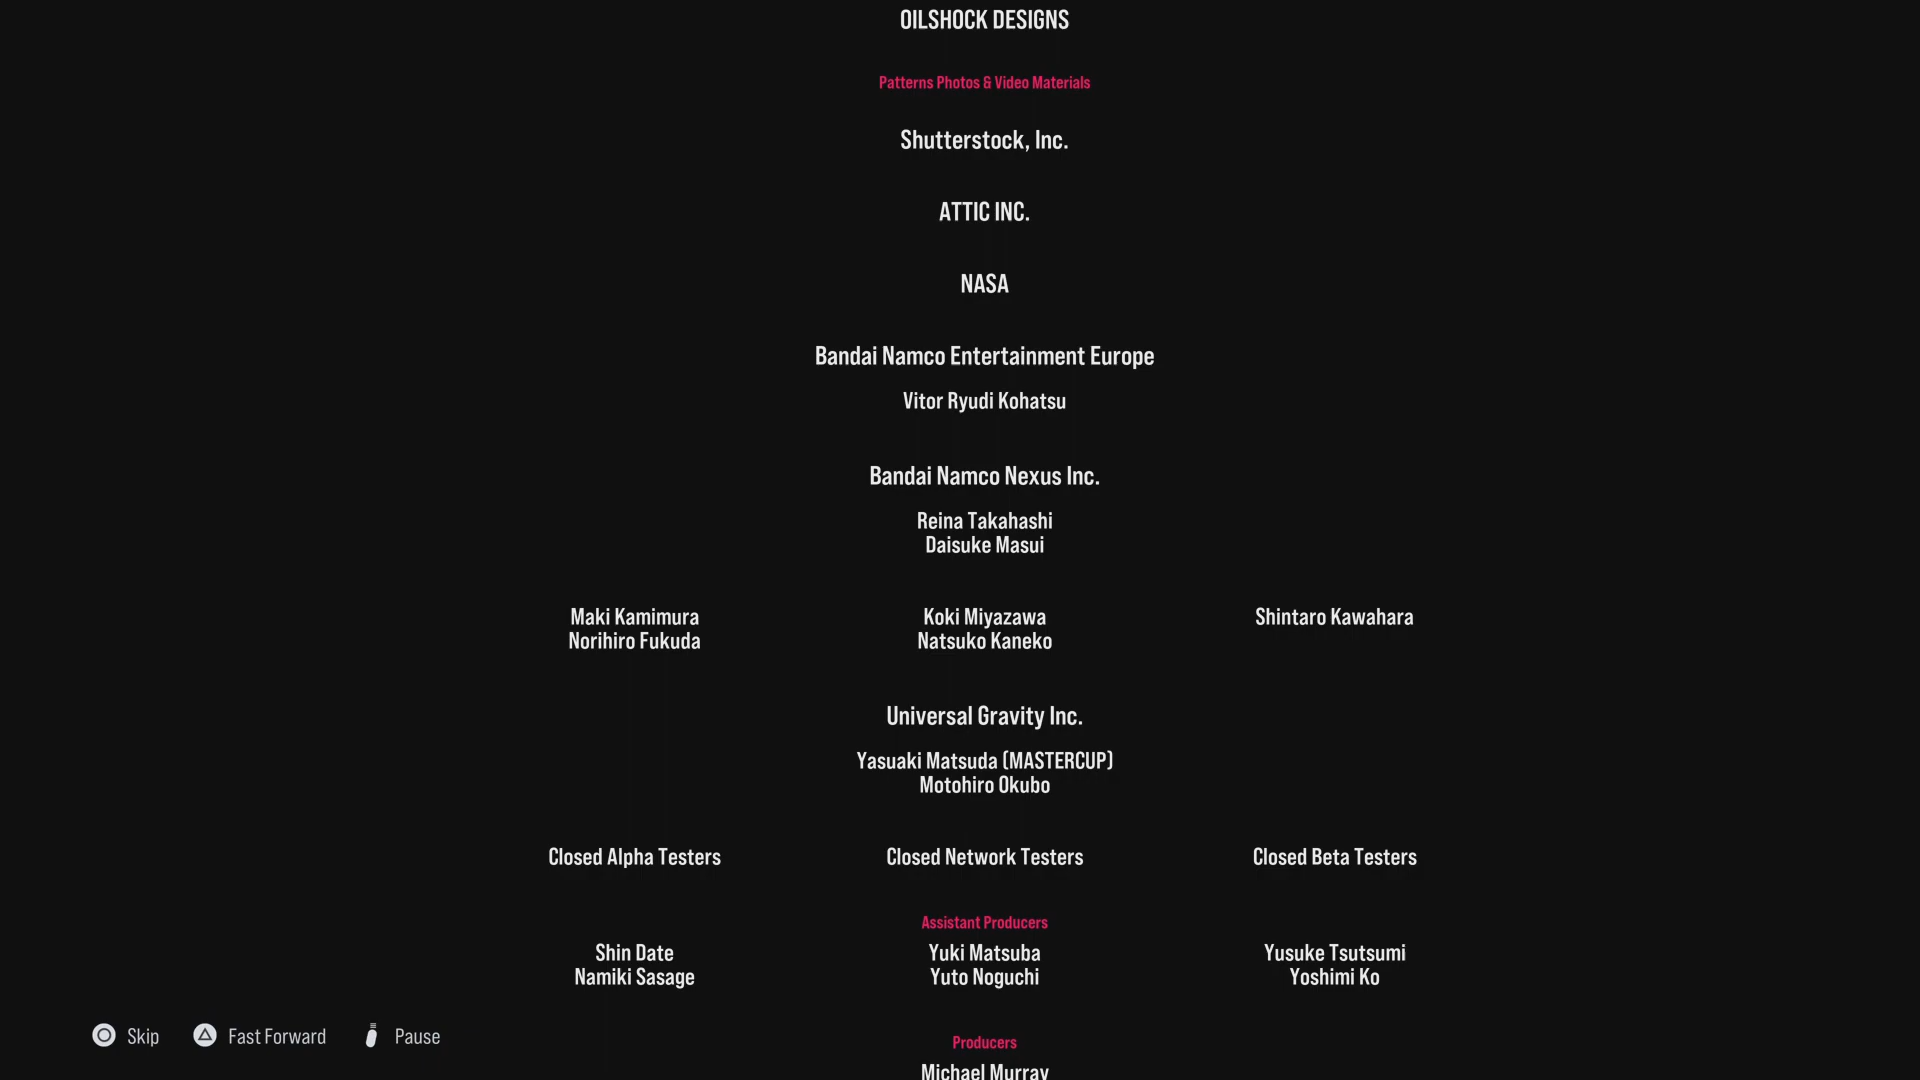 OILSHOCK DESIGNS
Patterns Photos & Video Materials
Shutterstock, Inc.
ATTIC INC.
NASA
Bandai Namco Entertainment Europe
Vitor Ryudi Kohatsu
Bandai Namco Nexus Inc.
Reina Takahashi
Daisuke Masui
Maki Kamimura Koki Miyazawa Shintaro Kawahara
Norihiro Fukuda Natsuko Kaneko
Universal Gravity Inc.
Yasuaki Matsuda (MASTERCUP)
Motohiro Okubo
Closed Alpha Testers Closed Network Testers Closed Beta Testers
Assistant Producers
Shin Date Yuki Matsuba Yusuke Tsutsumi
Namiki Sasage Yuto Noguchi Yoshimi Ko
Skip Fast Forward Pause
Producers
Michael Murray